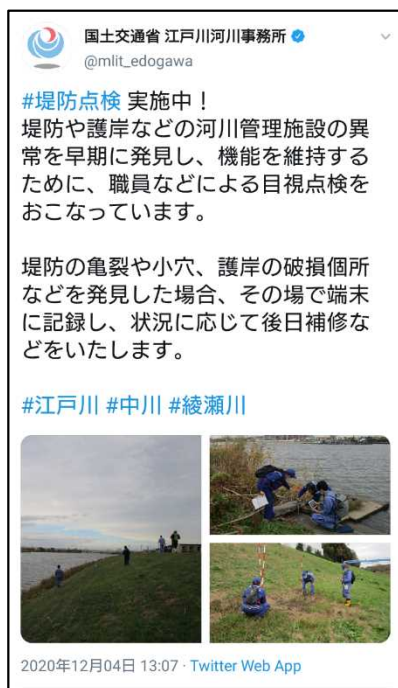 国土交通省 江戸川河川事務所
@mlit_edogawa
#堤防点検 実施中！
堤防や護岸などの河川管理施設の異
常を早期に発見し、機能を維持する
ために、職員などによる目視点検を
おこなっています。
堤防の亀裂や小穴、護岸の破損個所
などを発見した場合、その場で端末
に記録し、状況に応じて後日補修な
どをいたします。
#江戸川 #中川 #綾瀬川
2020年12月04日 13:07 · Twitter Web App